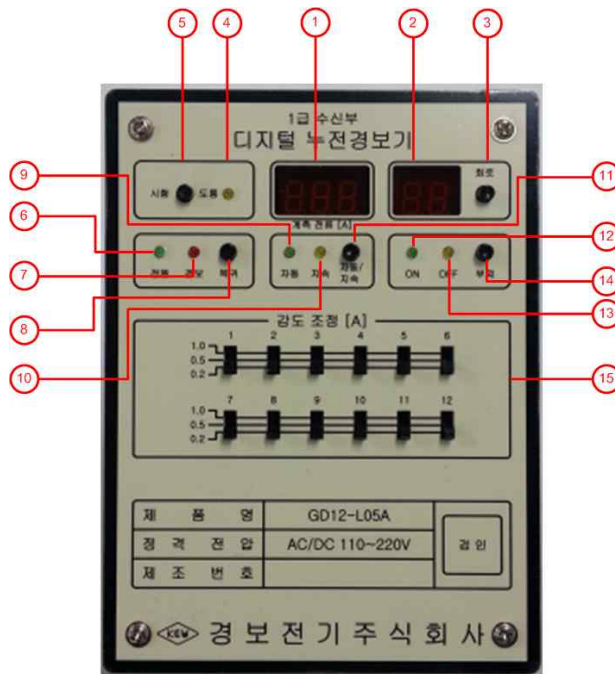 5 4 1 2 3
1급 수신부
디지털 누전경보기
9 11
시험 도통 회로
계측 전류 [A]
6 12
전원 경보 복귀 자동 지속 자동/지속 ON OFF 부저
7 14
8 13
감도 조정 [A]
10 15
1 2 3 4 5 6
1.0
0.5
0.2
7 8 9 10 11 12
1.0
0.5
0.2
제 품 명 GD12-L05A
정 격 전 압 AC/DC 110~220V 검 인
제 조 번 호
KEW 경보전기주식회사